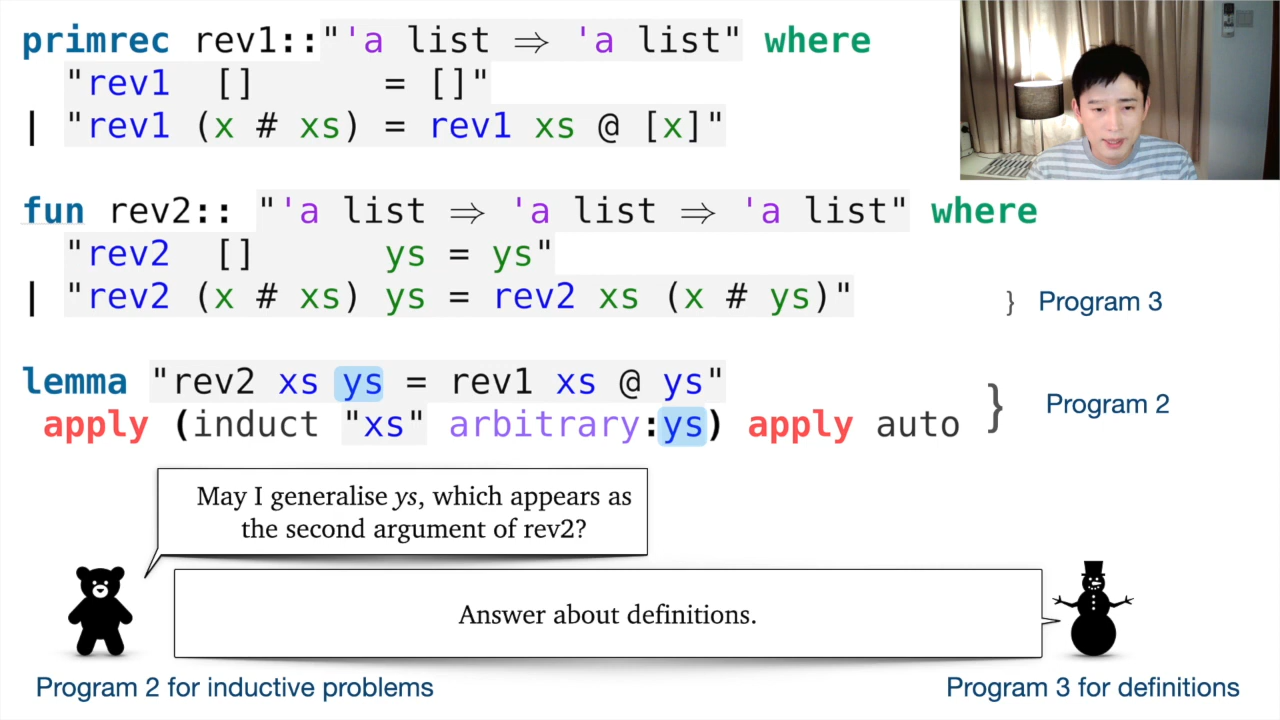 primrec rev1::"'a list ⇒ 'a list" where
"rev1 [] = []"
| "rev1 (x # xs) = rev1 xs @ [x]"
fun rev2:: "'a list ⇒ 'a list ⇒ 'a list" where
"rev2 [] ys = ys"
| "rev2 (x # xs) ys = rev2 xs (x # ys)"
} Program 3
lemma "rev2 xs ys = rev1 xs @ ys"
apply (induct "xs" arbitrary:ys) apply auto
} Program 2
May I generalise ys, which appears as
the second argument of rev2?
Answer about definitions.
Program 2 for inductive problems
Program 3 for definitions